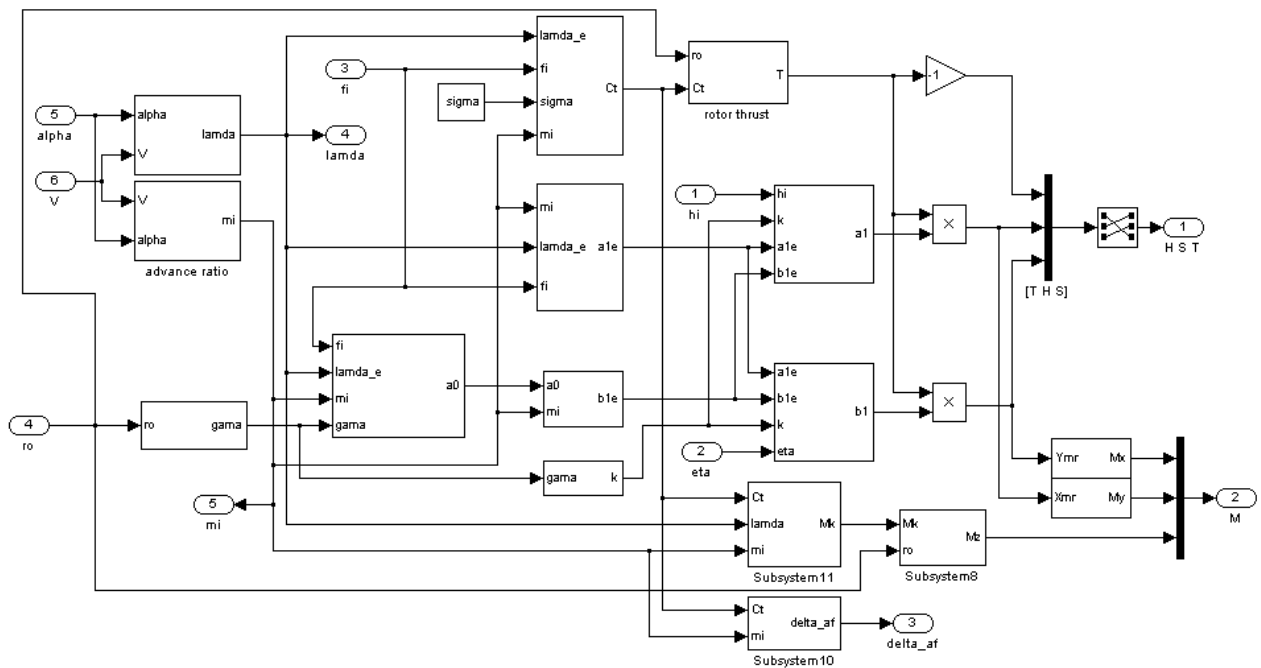 lamda_e
fi
sigma
mi
Ct
3
fi
sigma
ro
Ct
T
rotor thrust
-1
5
alpha
alpha
V
lamda
4
lamda
6
V
V
alpha
mi
advance ratio
mi
lamda_e
fi
a1e
1
hi
hi
k
a1e
b1e
a1
×
[T H S]
1
H S T
fi
lamda_e
mi
gama
a0
a0
mi
b1e
a1e
b1e
k
eta
b1
×
4
ro
ro
gama
gama
k
2
eta
5
mi
Ymr
Mx
Xmr
My
2
M
Ct
lamda
mi
Mk
Subsystem11
Mk
ro
Mz
Subsystem8
Ct
mi
delta_af
Subsystem10
3
delta_af